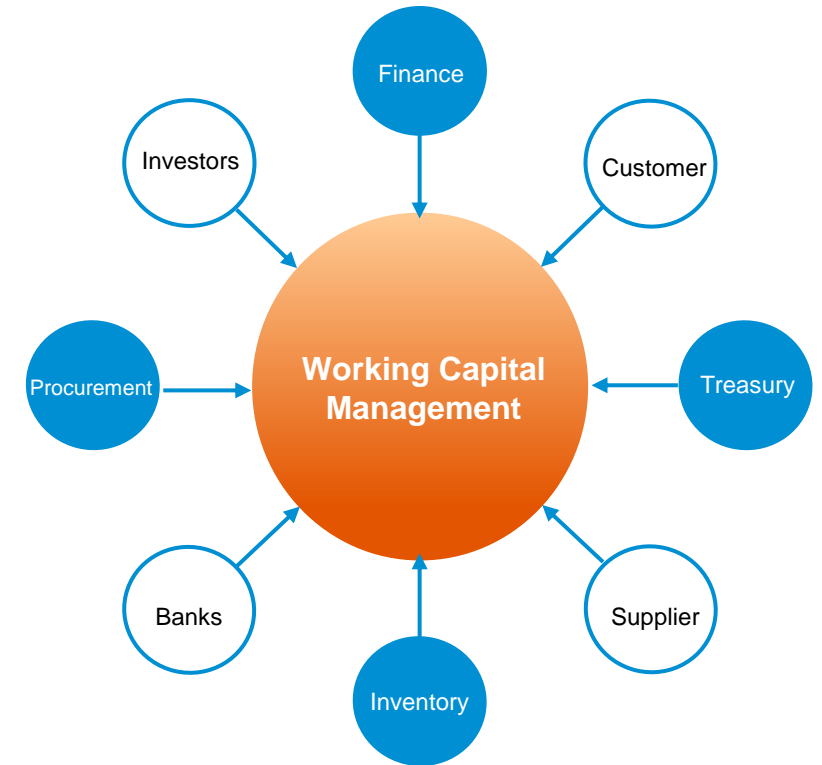 Finance
Investors
Customer
Working Capital
Management
Procurement
Treasury
Banks
Supplier
Inventory